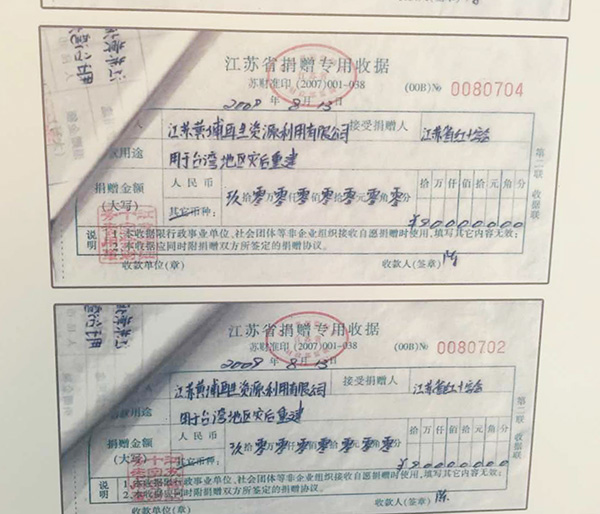 江苏省捐赠专用收据
苏财准印(2007)001-038
(00B)№ 0080704
2009年8月13日
江苏黄埔再生资源利用有限公司
接受捐赠人
江苏省红十字会
款用途
用于台湾地区灾后重建
捐赠金额
(大写)
人民币
其它币种:
玖拾零万零仟零佰零拾零元零角零分
拾万仟佰拾元角分
说明
1.本收据限行政事业单位、社会团体等非企业组织接收自愿捐赠时使用,填写其它内容无效;
2.本收据应同时附捐赠双方所签定的捐赠协议。
收款单位(章)
收款人(签章)
陈
第二联 收据联
江苏省捐赠专用收据
苏财准印(2007)001-038
(00B)№ 0080702
2009 8 13
江苏黄埔再生资源利用有限公司
接受捐赠人
江苏省红十字会
款用途
用于台湾地区灾后重建
捐赠金额
(大写)
人民币
其它币种:
玖拾零万零仟零佰零拾零元零角零分
拾万仟佰拾元角分
说明
1.本收据限行政事业单位、社会团体等非企业组织接收自愿捐赠时使用,填写其它内容无效;
2.本收据应同时附捐赠双方所签定的捐赠协议。
收款单位(章)
收款人(签章)
陈
第二联 收据联